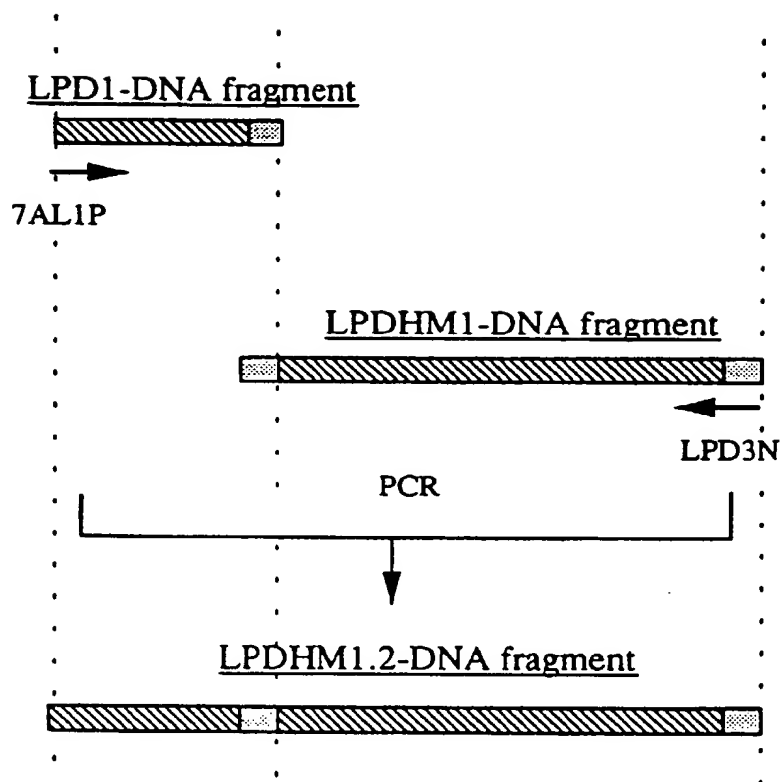 LPD1-DNA fragment
7AL1P
LPDHM1-DNA fragment
LPD3N
PCR
LPDHM1.2-DNA fragment